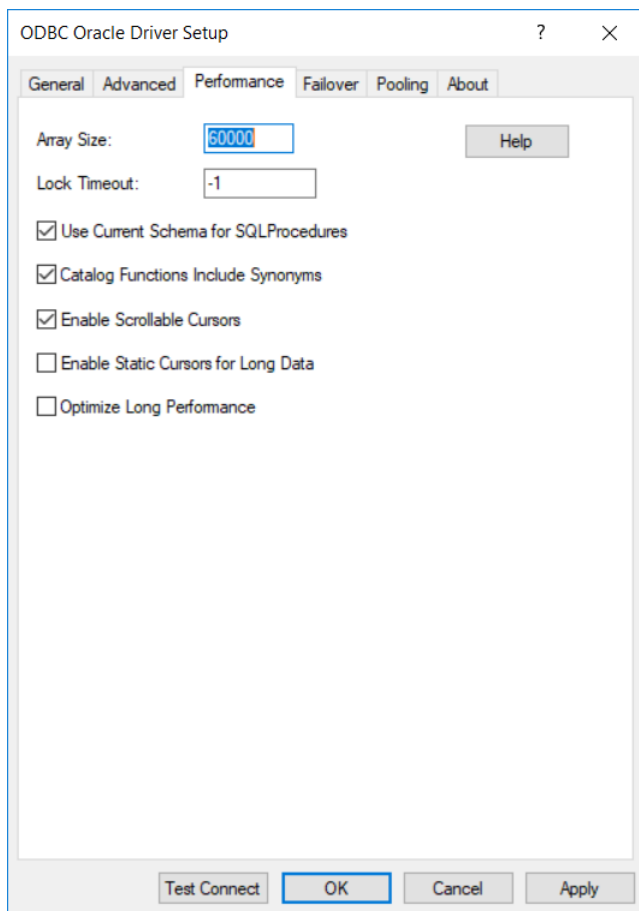 ODBC Oracle Driver Setup ?
General Advanced Performance Failover Pooling About
Array Size: 60000 Help
Lock Timeout: -1
Use Current Schema for SQLProcedures
Catalog Functions Include Synonyms
Enable Scrollable Cursors
Enable Static Cursors for Long Data
Optimize Long Performance
Test Connect OK Cancel Apply